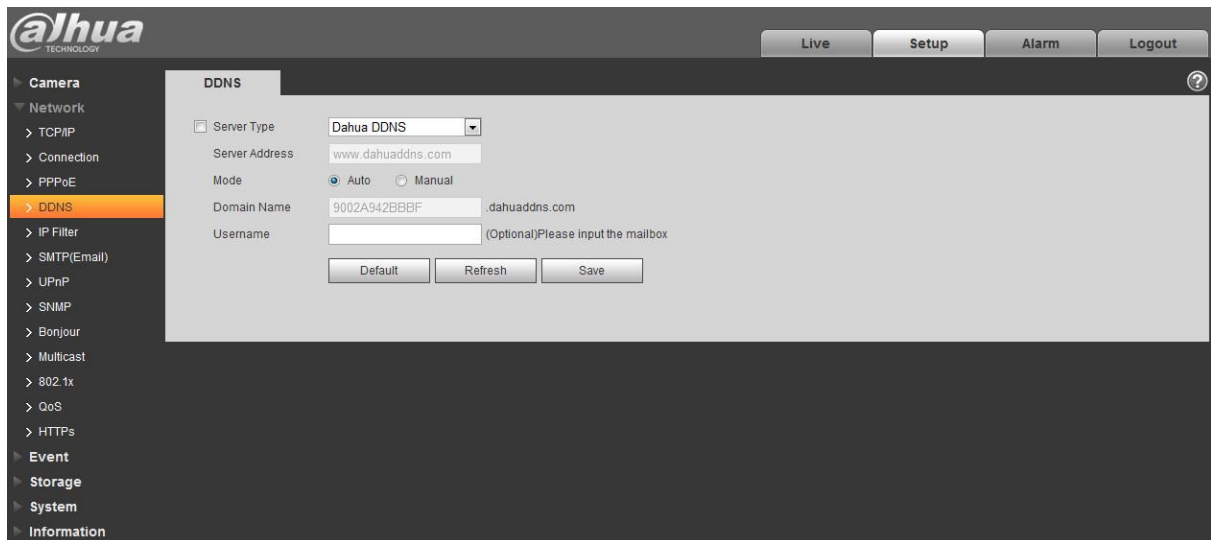 alhua
TECHNOLOGY
Live Setup Alarm Logout
Camera
Network
TCP/IP
Connection
PPPoE
DDNS
IP Filter
SMTP(Email)
UPnP
SNMP
Bonjour
Multicast
802.1x
QoS
HTTPs
Event
Storage
System
Information
DDNS
?
Server Type Dahua DDNS
Server Address www.dahuaddns.com
Mode Auto Manual
Domain Name 9002A942BBBF .dahuaddns.com
Username (Optional)Please input the mailbox
Default Refresh Save